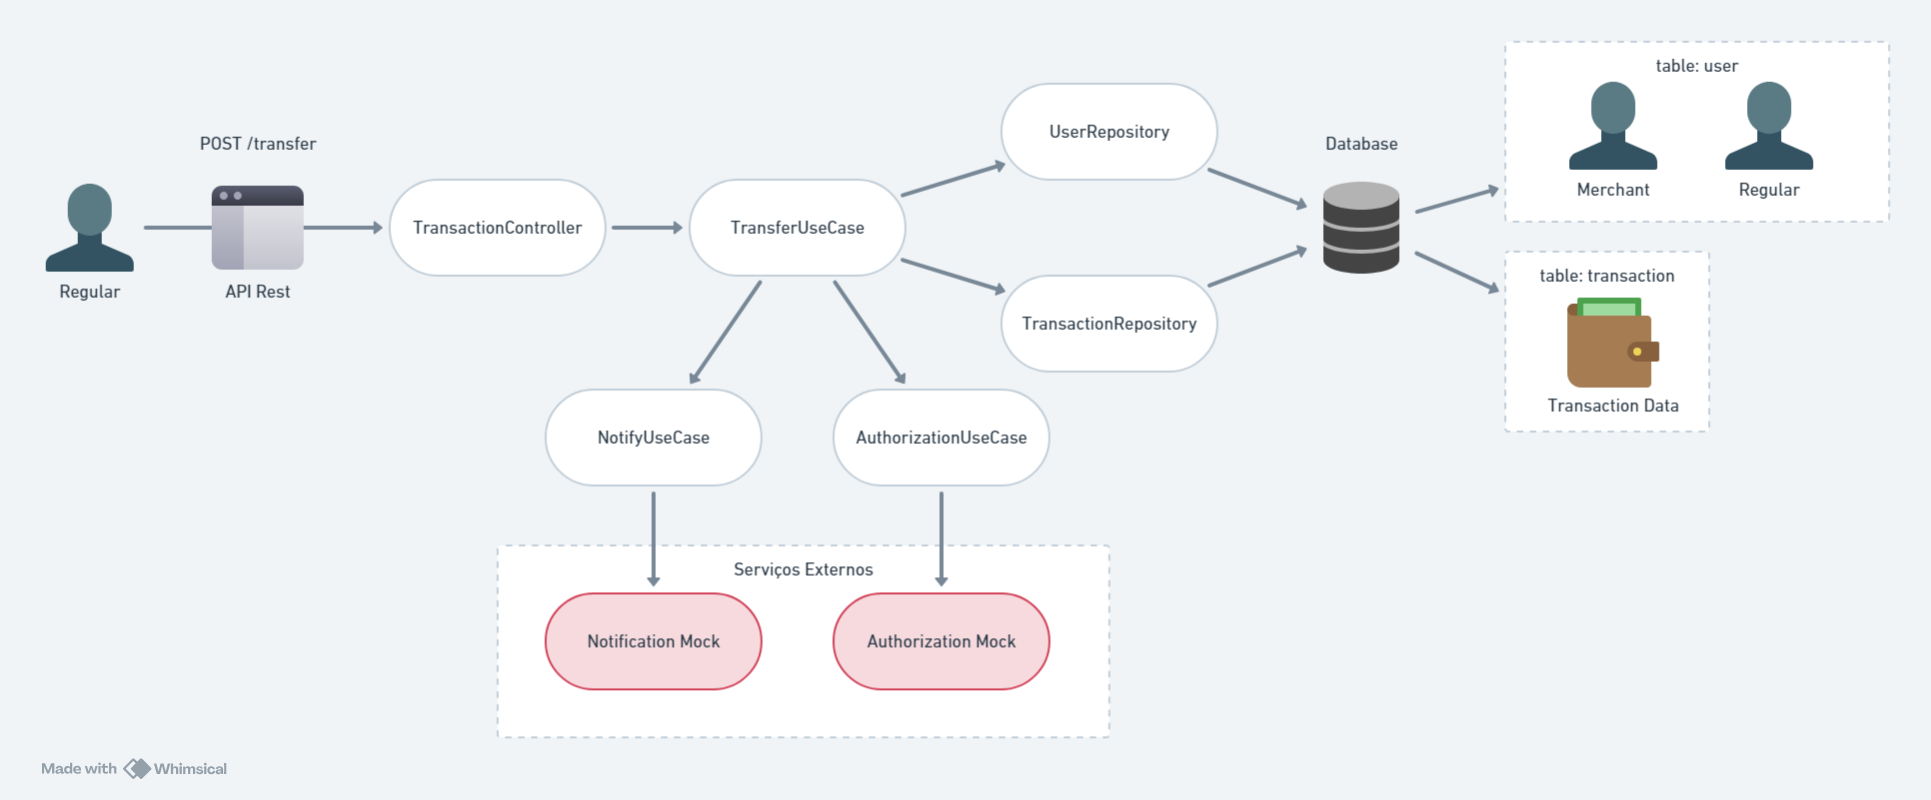 POST /transfer
Regular
API Rest
TransactionController
TransferUseCase
UserRepository
TransactionRepository
Database
table: user
Merchant
Regular
table: transaction
Transaction Data
NotifyUseCase
AuthorizationUseCase
Serviços Externos
Notification Mock
Authorization Mock
Made with Whimsical